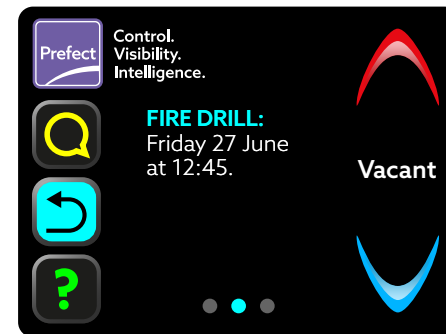 Prefect
Control.
Visibility.
Intelligence.
FIRE DRILL:
Friday 27 June
at 12:45.
Vacant
?